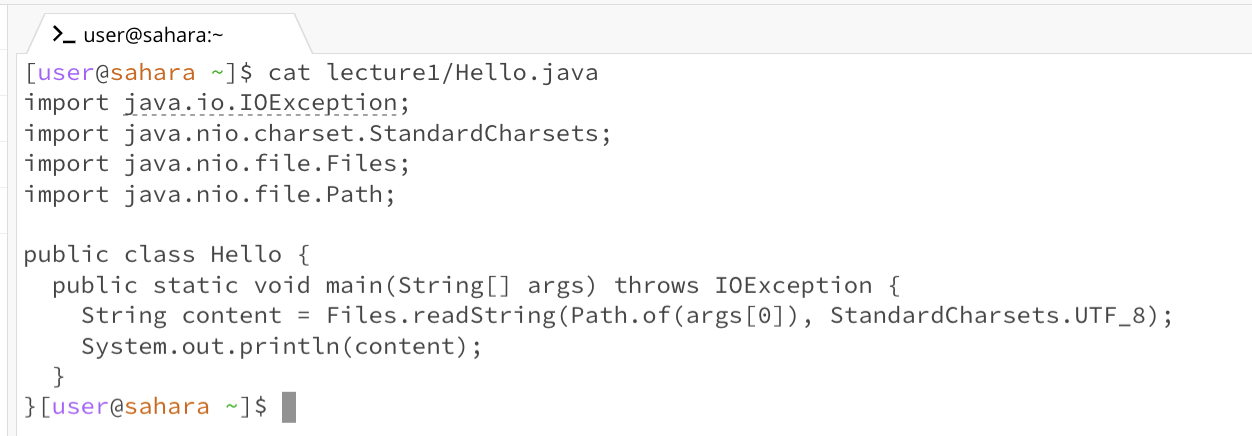 >_ user@sahara:~
[user@sahara ~]$ cat lecture1/Hello.java
import java.io.IOException;
import java.nio.charset.StandardCharsets;
import java.nio.file.Files;
import java.nio.file.Path;

public class Hello {
  public static void main(String[] args) throws IOException {
    String content = Files.readString(Path.of(args[0]), StandardCharsets.UTF_8);
    System.out.println(content);
  }
}[user@sahara ~]$